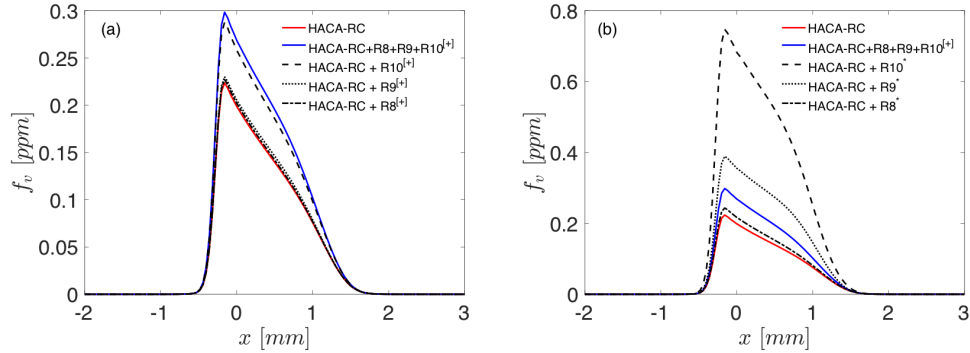 (a)
HACA-RC
HACA-RC+R8+R9+R10[+]
HACA-RC + R10[+]
HACA-RC + R9[+]
HACA-RC + R8[+]
0.3
0.25
0.2
0.15
0.1
0.05
0
f_v [ppm]
-2
-1
0
1
2
3
x [mm]
(b)
HACA-RC
HACA-RC+R8+R9+R10[+]
HACA-RC + R10*
HACA-RC + R9*
HACA-RC + R8*
0.8
0.6
0.4
0.2
0
f_v [ppm]
-2
-1
0
1
2
3
x [mm]